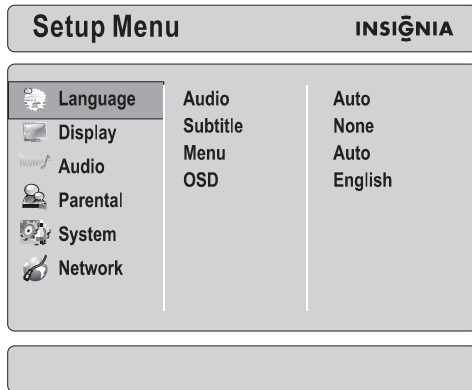 Setup Menu
INSIGNIA
Language
Display
Audio
Parental
System
Network
Audio Auto
Subtitle None
Menu Auto
OSD English